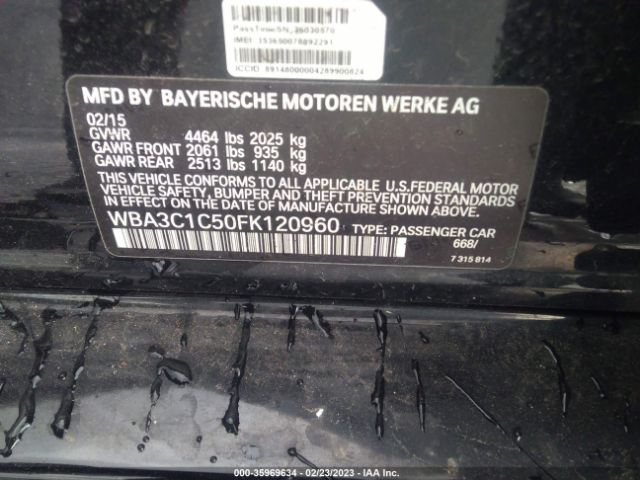 PassTimeSN 36030570
IMEI: 353650078892291
ICCID 89148000004289900824
MFD BY BAYERISCHE MOTOREN WERKE AG
02/15
GVWR 4464 lbs 2025 kg
GAWR FRONT 2061 lbs 935 kg
GAWR REAR 2513 lbs 1140 kg
THIS VEHICLE CONFORMS TO ALL APPLICABLE U.S.FEDERAL MOTOR
VEHICLE SAFETY, BUMPER AND THEFT PREVENTION STANDARDS
IN EFFECT ON THE DATE OF MANUFACTURE SHOWN ABOVE.
WBA3C1C50FK120960 TYPE: PASSENGER CAR
668/
7 315 814
000-35969634 - 02/23/2023 - IAA Inc.